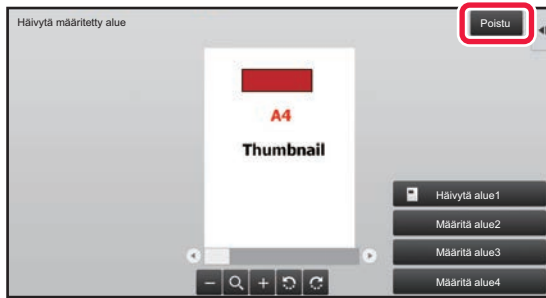 Häivytä määritetty alue
Poistu
A4
Thumbnail
Häivytä alue1
Määritä alue2
Määritä alue3
Määritä alue4